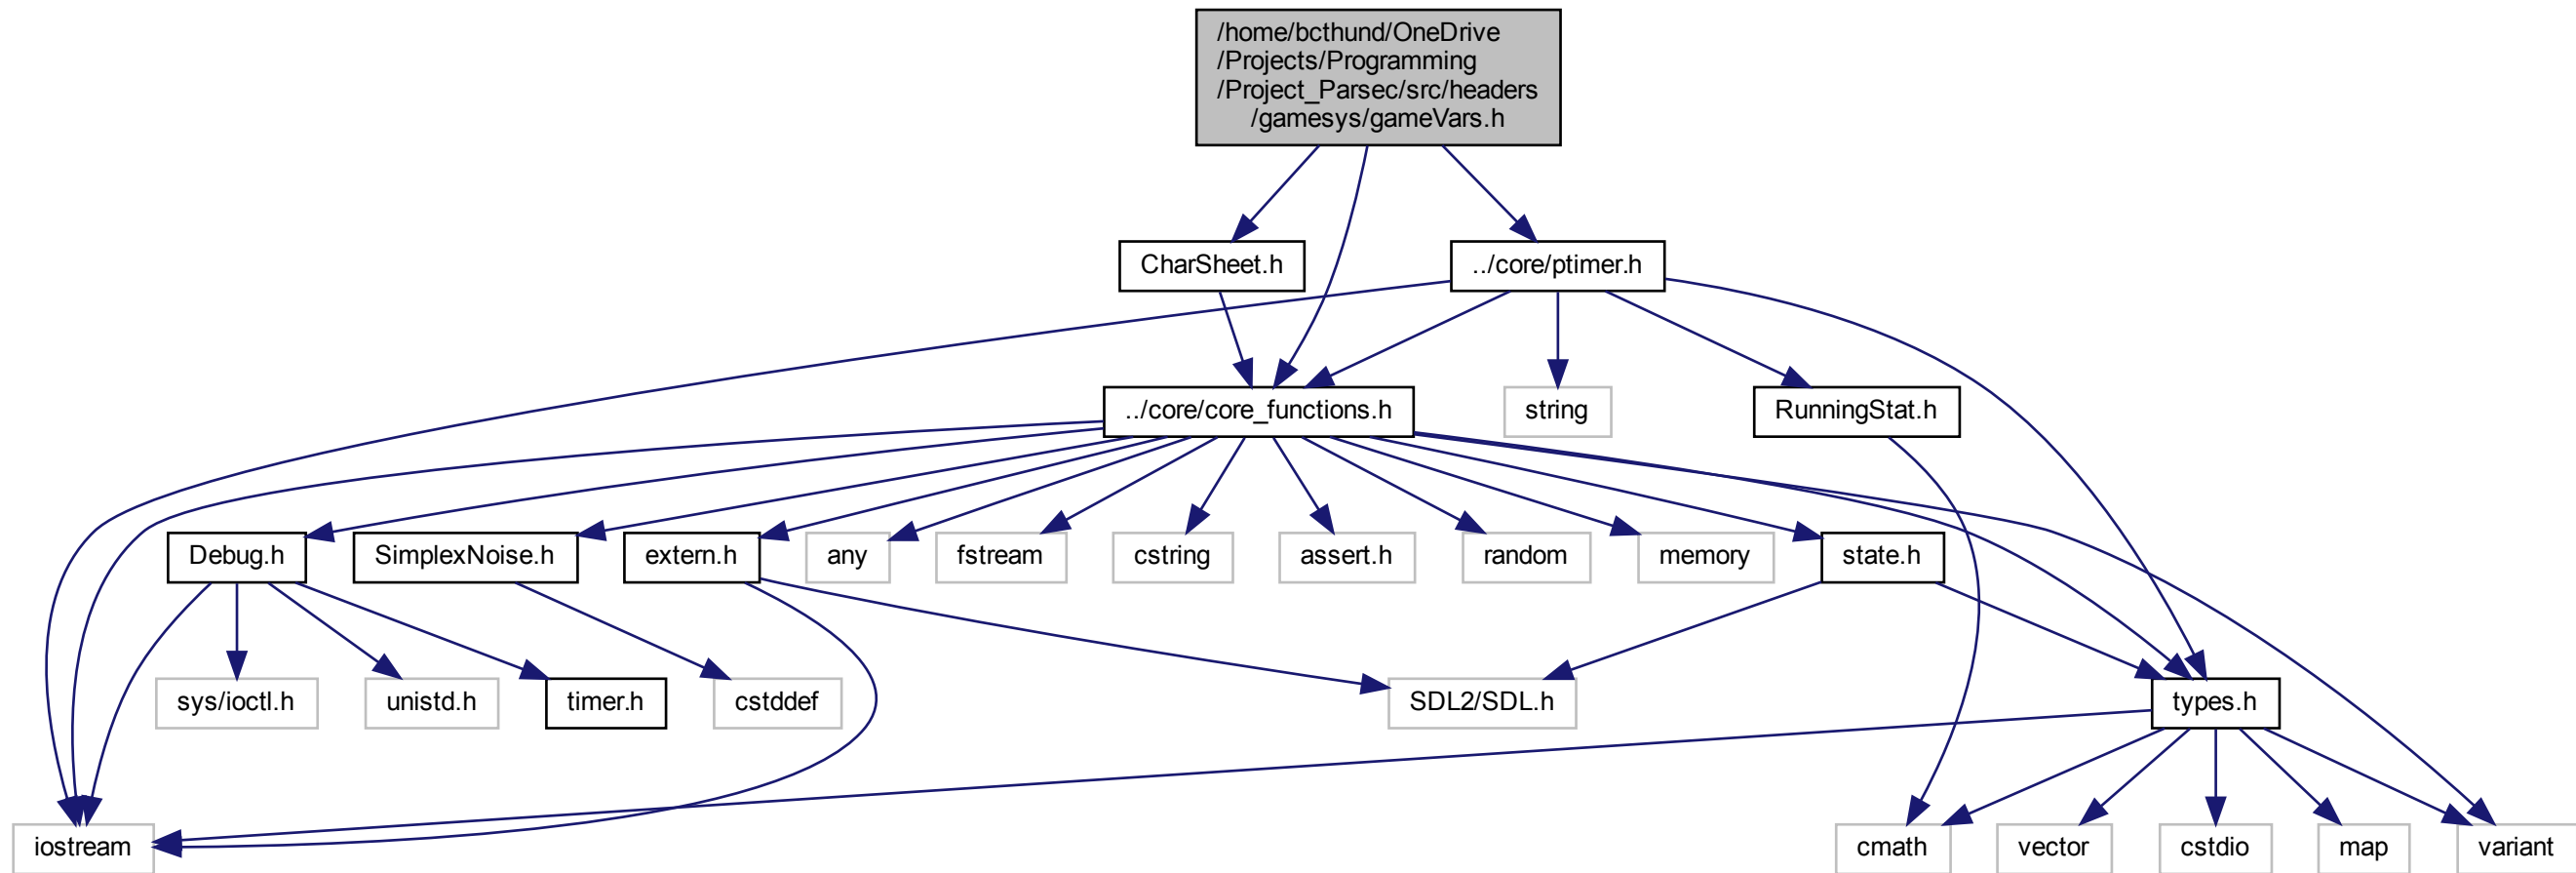 /home/bcthund/OneDrive
/Projects/Programming
/Project_Parsec/src/headers
/gamesys/gameVars.h
CharSheet.h
../core/ptimer.h
../core/core_functions.h
string
RunningStat.h
Debug.h
SimplexNoise.h
extern.h
any
fstream
cstring
assert.h
random
memory
state.h
sys/ioctl.h
unistd.h
timer.h
cstddef
SDL2/SDL.h
types.h
iostream
cmath
vector
cstdio
map
variant